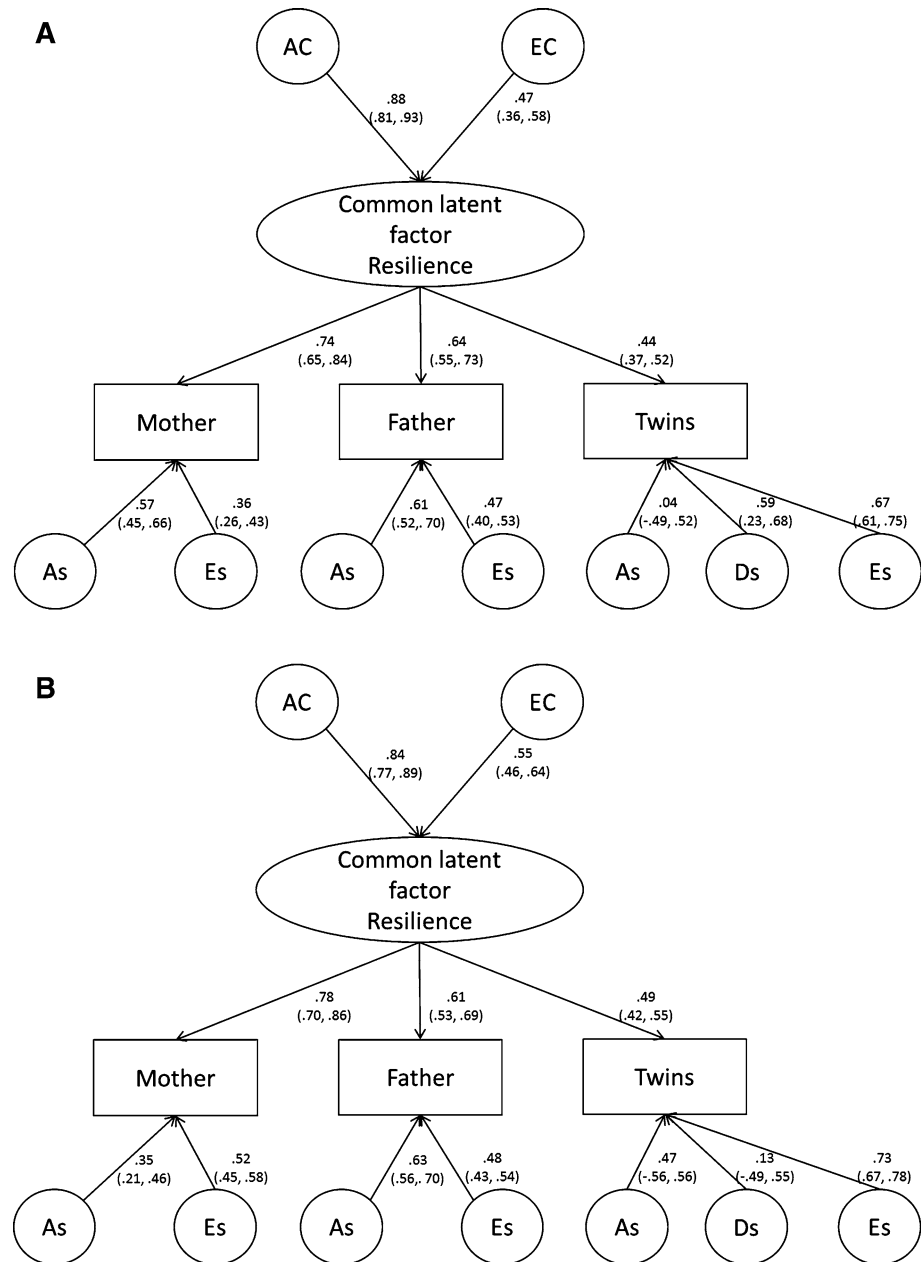 A
AC
EC
.88
(.81, .93)
.47
(.36, .58)
Common latent
factor
Resilience
.74
(.65, .84)
.64
(.55,. 73)
.44
(.37, .52)
Mother
Father
Twins
.57
(.45, .66)
.36
(.26, .43)
.61
(.52,. 70)
.47
(.40, .53)
.04
(-.49, .52)
.59
(.23, .68)
.67
(.61, .75)
As
Es
As
Es
As
Ds
Es
B
AC
EC
.84
(.77, .89)
.55
(.46, .64)
Common latent
factor
Resilience
.78
(.70, .86)
.61
(.53, .69)
.49
(.42, .55)
Mother
Father
Twins
.35
(.21, .46)
.52
(.45, .58)
.63
(.56, .70)
.48
(.43, .54)
.47
(-.56, .56)
.13
(-.49, .55)
.73
(.67, .78)
As
Es
As
Es
As
Ds
Es